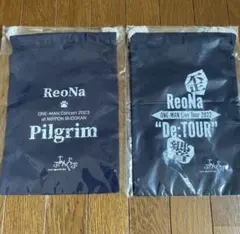 ReoNa
ONE-MAN Concert 2023
at NIPPON BUDOKAN
Pilgrim
ReoNa
ONE-MAN Live Tour 2022
"De:TOUR"